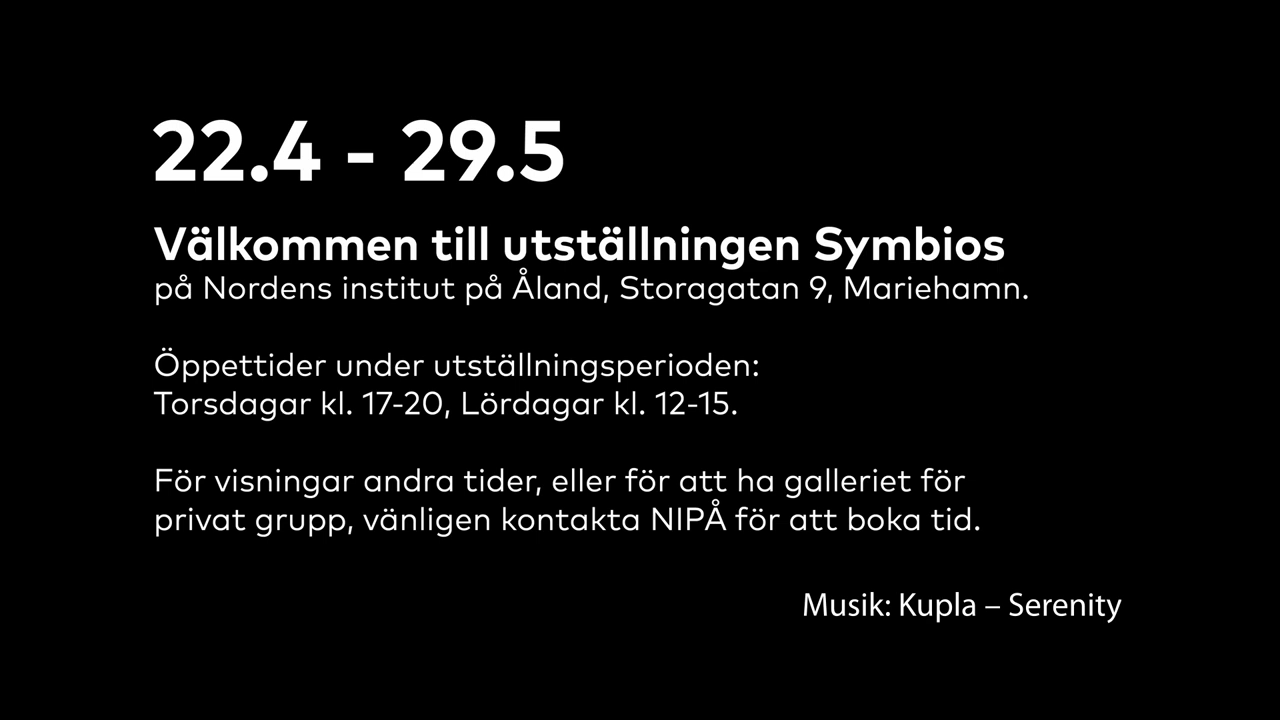 22.4 - 29.5
Välkommen till utställningen Symbios
på Nordens institut på Åland, Storagatan 9, Mariehamn.
Öppettider under utställningsperioden:
Torsdagar kl. 17-20, Lördagar kl. 12-15.
För visningar andra tider, eller för att ha galleriet för
privat grupp, vänligen kontakta NIPÅ för att boka tid.
Musik: Kupla – Serenity